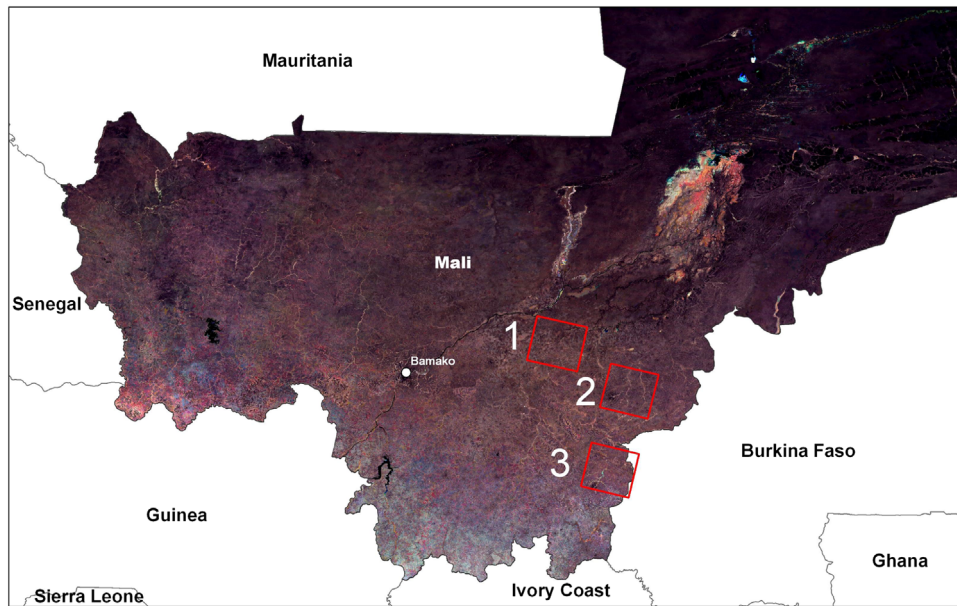 Mauritania
Mali
Senegal
Bamako
1
2
3
Burkina Faso
Guinea
Ghana
Ivory Coast
Sierra Leone